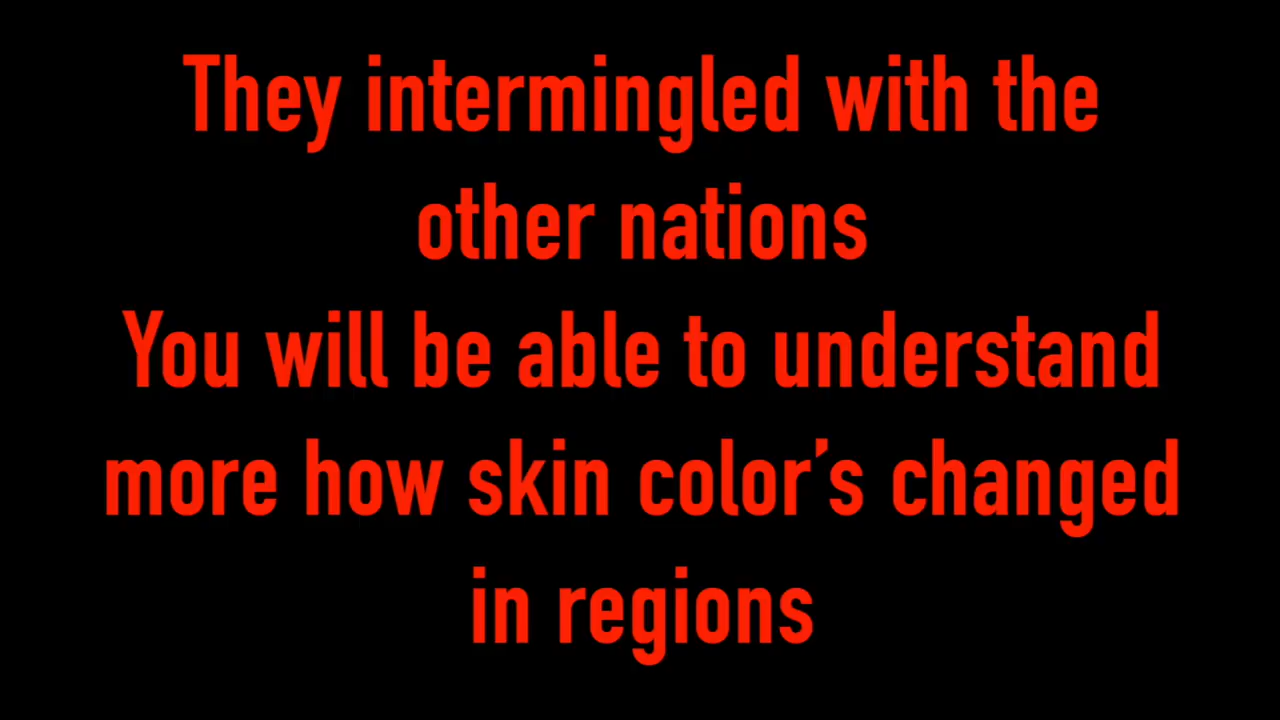 They intermingled with the
other nations
You will be able to understand
more how skin color’s changed
in regions